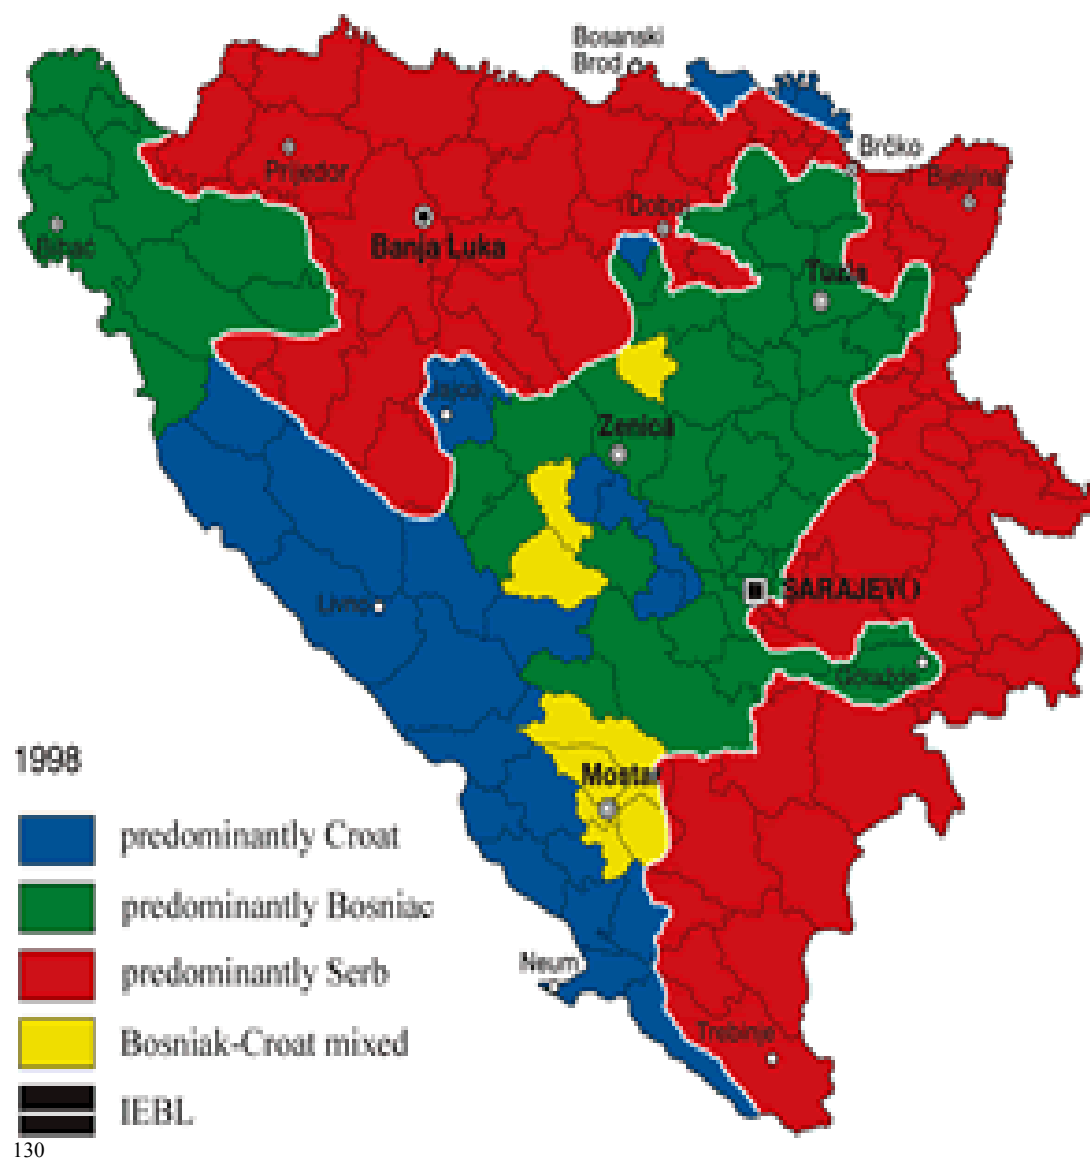 Bosanski
Brod
Brčko
Bijeljina
Prijedor
Doboj
Bihać
Banja Luka
Tuzla
Jajce
Zenica
SARAJEVO
Livno
Goražde
1998
Mostar
predominantly Croat
predominantly Bosniac
predominantly Serb
Neum
Bosniak-Croat mixed
Trebinje
IEBL
130